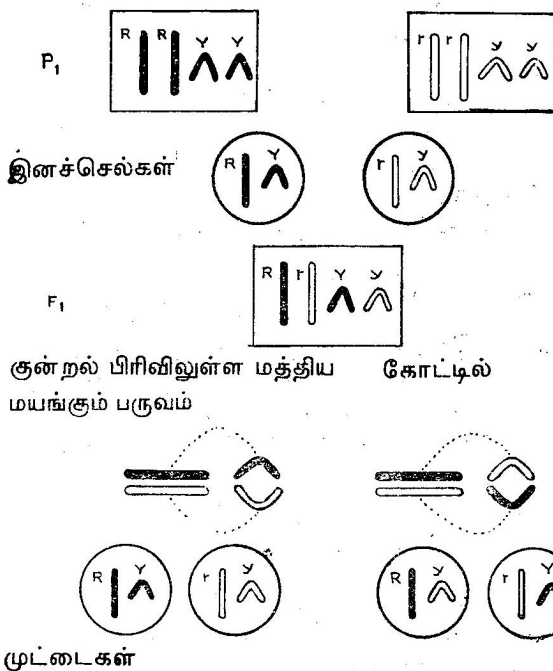 R R Y Y r r y y
P₁
இனச்செல்கள் R Y r y
R r Y y
F₁
குன்றல் பிரிவிலுள்ள மத்திய கோட்டில்
மயங்கும் பருவம்
R Y r y R y r Y
முட்டைகள்